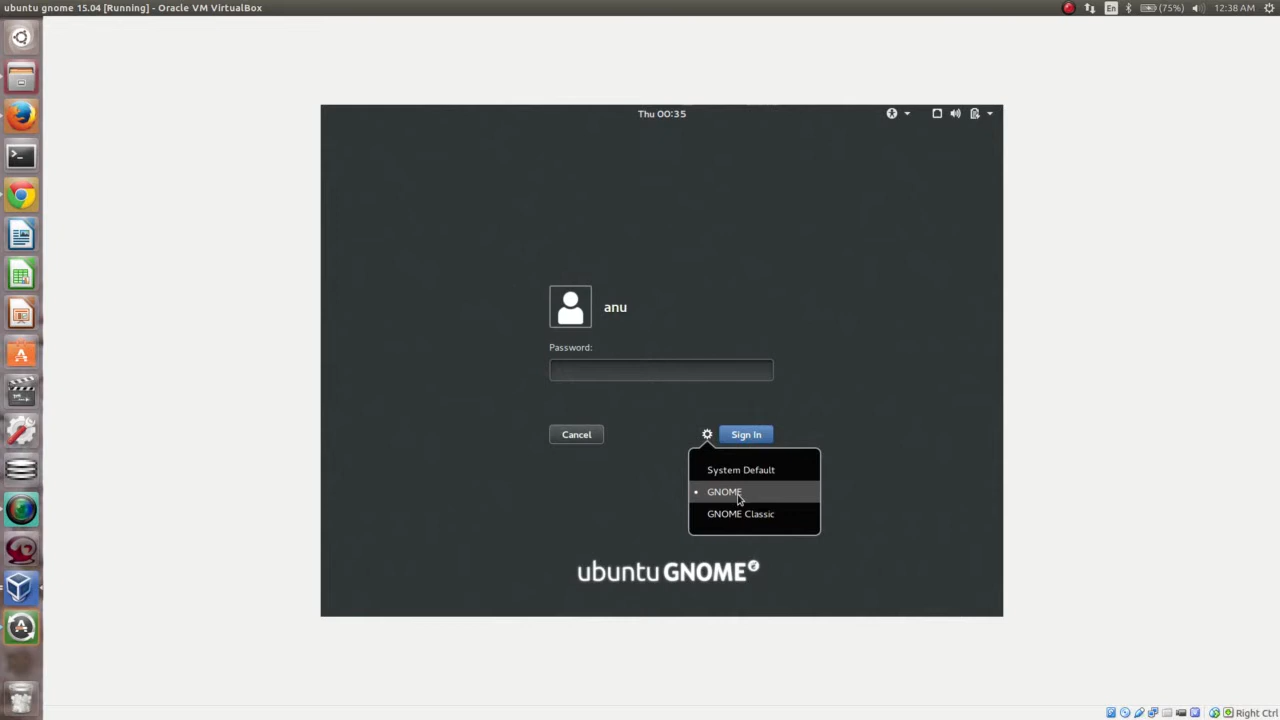 ubuntu gnome 15.04 [Running] - Oracle VM VirtualBox
En
(75%)
12:38 AM
Thu 00:35
anu
Password:
Cancel
Sign In
System Default
GNOME
GNOME Classic
ubuntu GNOME
Right Ctrl